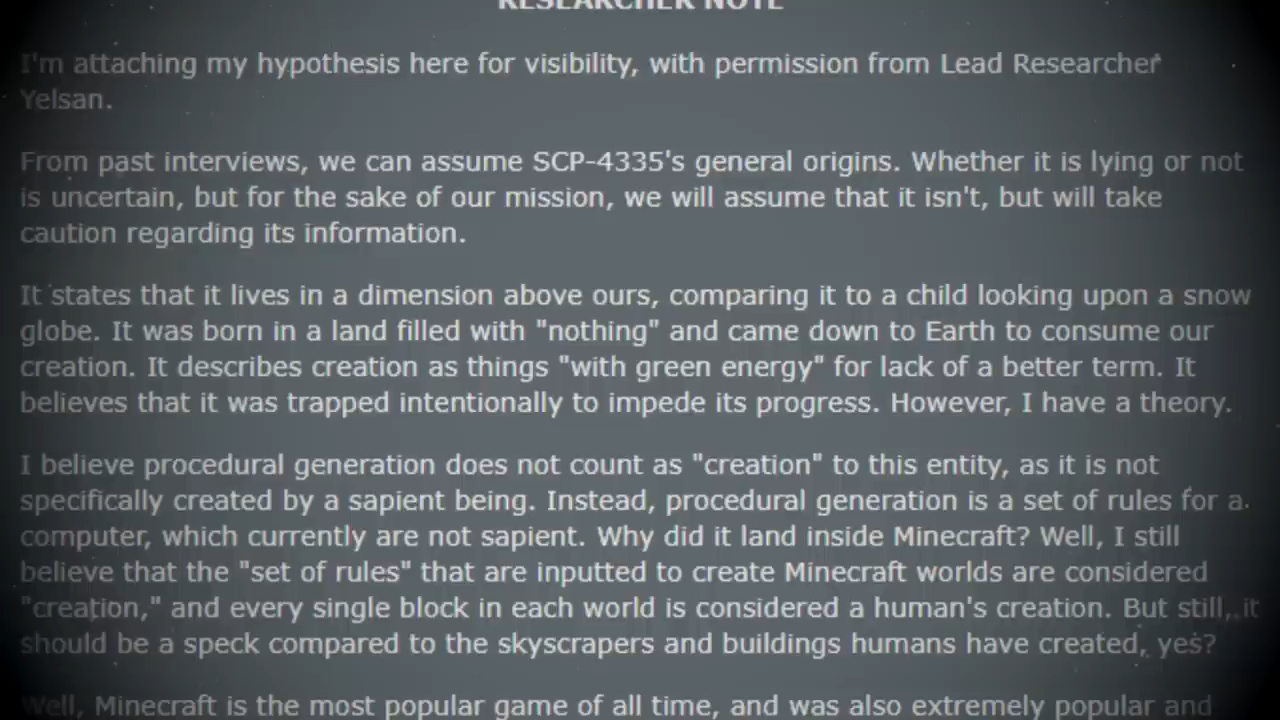 RESEARCHER NOTE
I'm attaching my hypothesis here for visibility, with permission from Lead Researcher
Yelsan.
From past interviews, we can assume SCP-4335's general origins. Whether it is lying or not
is uncertain, but for the sake of our mission, we will assume that it isn't, but will take
caution regarding its information.
It states that it lives in a dimension above ours, comparing it to a child looking upon a snow
globe. It was born in a land filled with "nothing" and came down to Earth to consume our
creation. It describes creation as things "with green energy" for lack of a better term. It
believes that it was trapped intentionally to impede its progress. However, I have a theory.
I believe procedural generation does not count as "creation" to this entity, as it is not
specifically created by a sapient being. Instead, procedural generation is a set of rules for a
computer, which currently are not sapient. Why did it land inside Minecraft? Well, I still
believe that the "set of rules" that are inputted to create Minecraft worlds are considered
"creation," and every single block in each world is considered a human's creation. But still, it
should be a speck compared to the skyscrapers and buildings humans have created, yes?
Well, Minecraft is the most popular game of all time, and was also extremely popular and